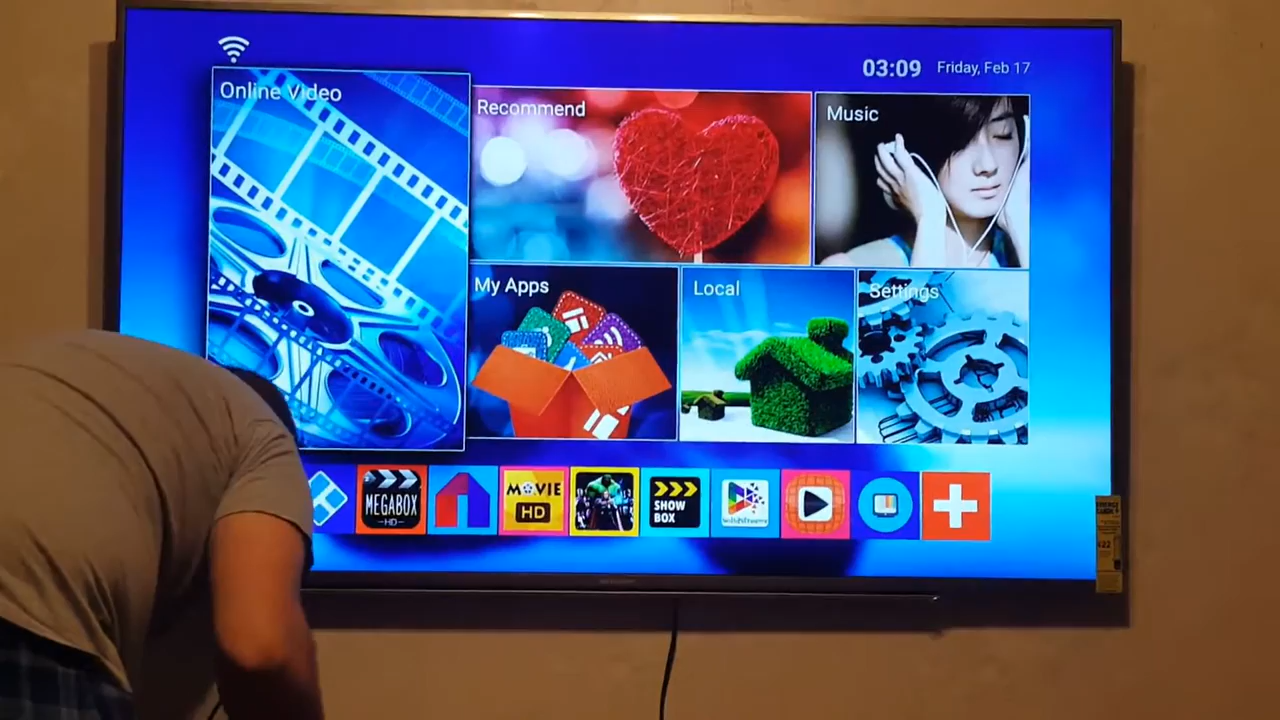 03:09 Friday, Feb 17
Online Video
Recommend
Music
My Apps
Local
Settings
MEGABOX
HD
MOVIE
HD
SHOW
BOX